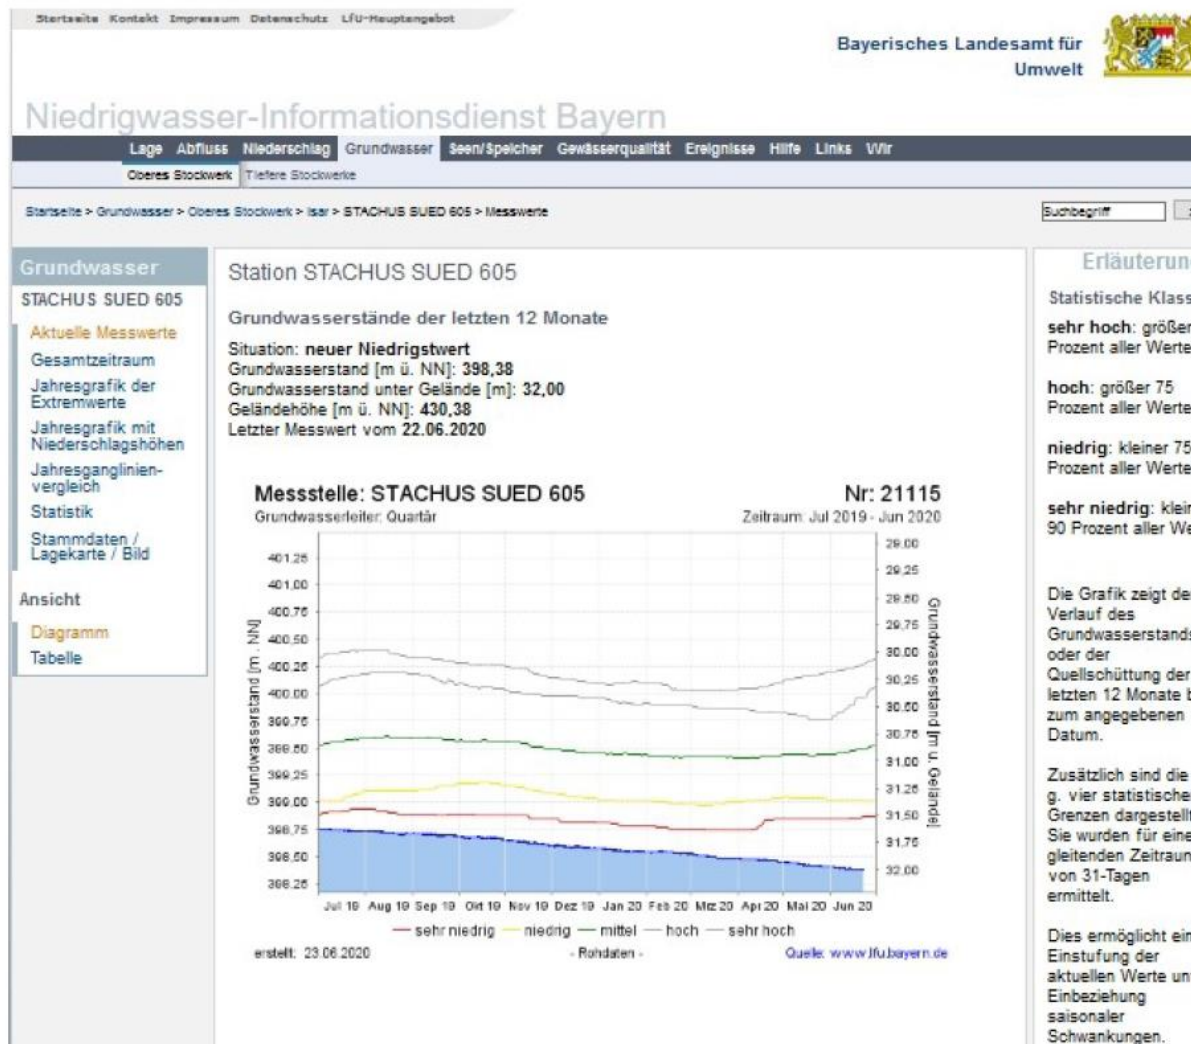 Startseite Kontakt Impressum Datenschutz LfU-Hauptangebot
Bayerisches Landesamt für
Umwelt
Niedrigwasser-Informationsdienst Bayern
Lage Abfluss Niederschlag Grundwasser Seen/Speicher Gewässerqualität Ereignisse Hilfe Links Wir
Oberes Stockwerk Tiefere Stockwerke
Startseite > Grundwasser > Oberes Stockwerk > Isar > STACHUS SUED 605 > Messwerte
Suchbegriff
Grundwasser
STACHUS SUED 605
Aktuelle Messwerte
Gesamtzeitraum
Jahresgrafik der
Extremwerte
Jahresgrafik mit
Niederschlagshöhen
Jahresganglinien-
vergleich
Statistik
Stammdaten /
Lagekarte / Bild
Ansicht
Diagramm
Tabelle
Station STACHUS SUED 605
Grundwasserstände der letzten 12 Monate
Situation: neuer Niedrigstwert
Grundwasserstand [m ü. NN]: 398,38
Grundwasserstand unter Gelände [m]: 32,00
Geländehöhe [m ü. NN]: 430,38
Letzter Messwert vom 22.06.2020
Messstelle: STACHUS SUED 605 Nr: 21115
Grundwasserleiter: Quartär Zeitraum: Jul 2019 - Jun 2020
Grundwasserstand [m . NN]
401.25
401.00
400.75
400.50
400.25
400.00
399.75
399.50
399.25
399.00
398.75
398.50
398.25
29.00
29.25
29.50
29.75
30.00
30.25
30.50
30.75
31.00
31.25
31.50
31.75
32.00
Grundwasserstand [m u. Gelände]
Jul 19 Aug 19 Sep 19 Okt 19 Nov 19 Dez 19 Jan 20 Feb 20 Mrz 20 Apr 20 Mai 20 Jun 20
sehr niedrig niedrig mittel hoch sehr hoch
erstellt: 23.06.2020 - Rohdaten - Quelle: www.lfu.bayern.de
Erläuterun
Statistische Klass
sehr hoch: größer
Prozent aller Werte
hoch: größer 75
Prozent aller Werte
niedrig: kleiner 75
Prozent aller Werte
sehr niedrig: klein
90 Prozent aller We
Die Grafik zeigt de
Verlauf des
Grundwasserstands
oder der
Quellschüttung der
letzten 12 Monate b
zum angegebenen
Datum.
Zusätzlich sind die
g. vier statistische
Grenzen dargestellt
Sie wurden für eine
gleitenden Zeitraum
von 31-Tagen
ermittelt.
Dies ermöglicht ein
Einstufung der
aktuellen Werte un
Einbeziehung
saisonaler
Schwankungen.